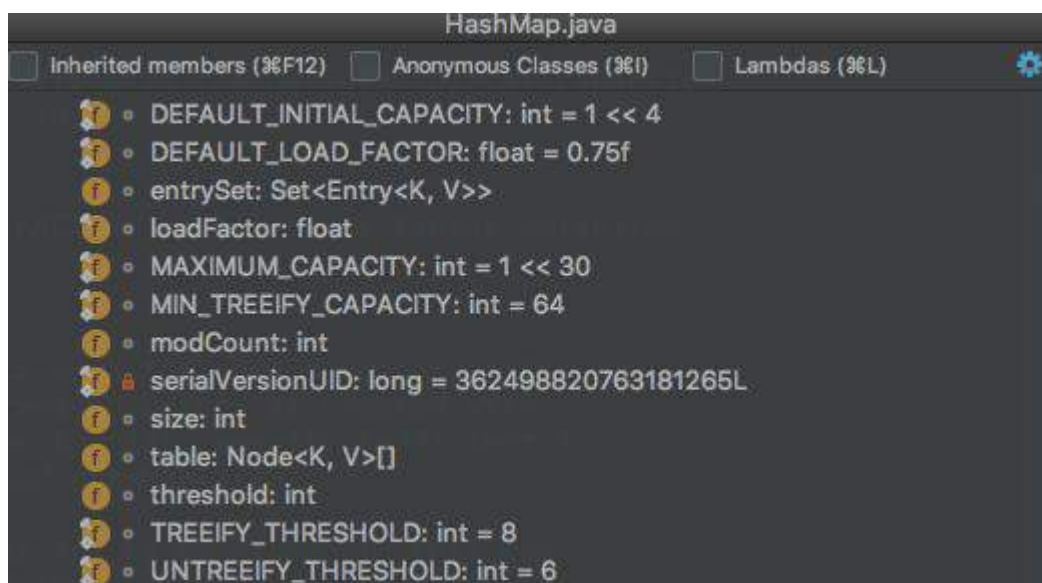 HashMap.java
Inherited members (⌘F12) Anonymous Classes (⌘I) Lambdas (⌘L)
DEFAULT_INITIAL_CAPACITY: int = 1 << 4
DEFAULT_LOAD_FACTOR: float = 0.75f
entrySet: Set<Entry<K, V>>
loadFactor: float
MAXIMUM_CAPACITY: int = 1 << 30
MIN_TREEIFY_CAPACITY: int = 64
modCount: int
serialVersionUID: long = 362498820763181265L
size: int
table: Node<K, V>[]
threshold: int
TREEIFY_THRESHOLD: int = 8
UNTREEIFY_THRESHOLD: int = 6